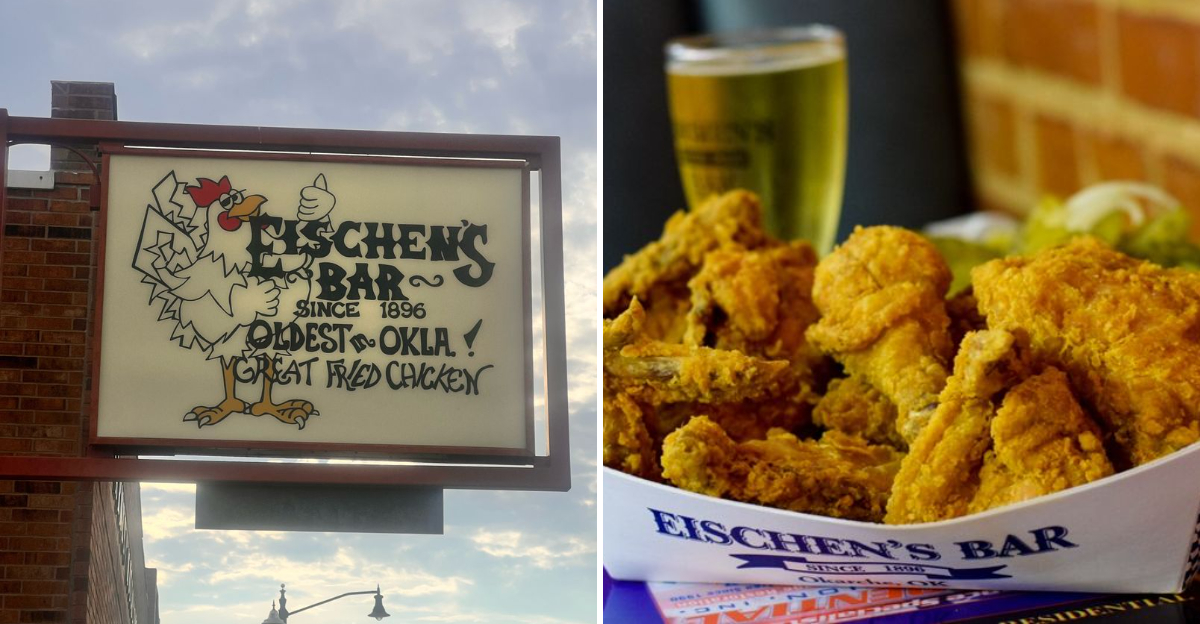 EISCHEN'S
BAR
SINCE 1896
OLDEST in OKLA!
GREAT FRIED CHICKEN
EISCHEN'S BAR
SINCE 1896
Okarche, OK